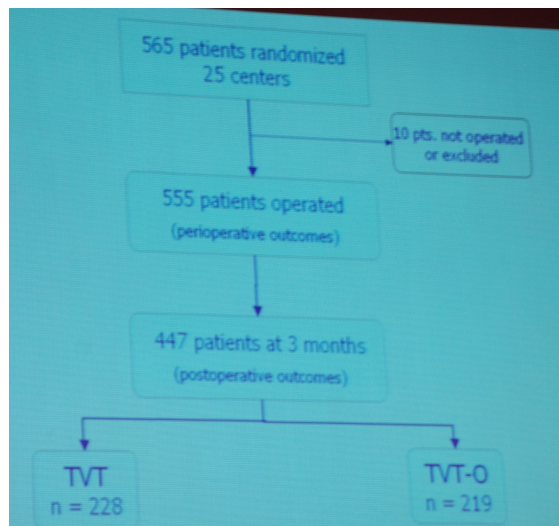 565 patients randomized
25 centers
10 pts. not operated
or excluded
555 patients operated
(perioperative outcomes)
447 patients at 3 months
(postoperative outcomes)
TVT
n = 228
TVT-O
n = 219